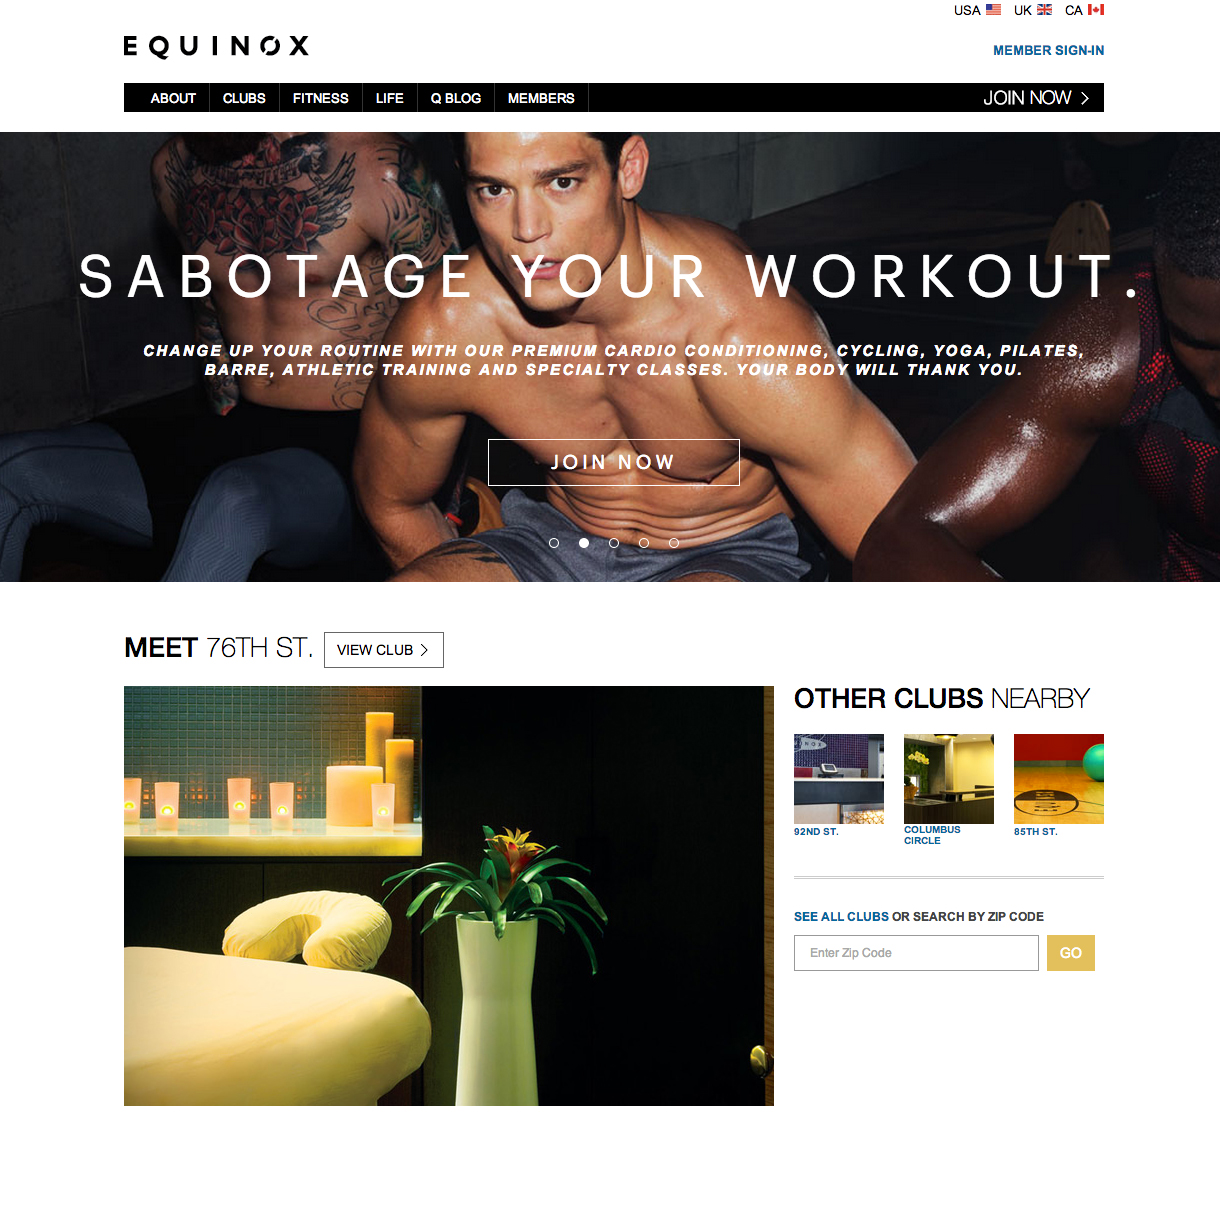 USA UK CA
EQUINOX
MEMBER SIGN-IN
ABOUT CLUBS FITNESS LIFE Q BLOG MEMBERS JOIN NOW
SABOTAGE YOUR WORKOUT.
CHANGE UP YOUR ROUTINE WITH OUR PREMIUM CARDIO CONDITIONING, CYCLING, YOGA, PILATES,
BARRE, ATHLETIC TRAINING AND SPECIALTY CLASSES. YOUR BODY WILL THANK YOU.
JOIN NOW
MEET 76TH ST. VIEW CLUB
OTHER CLUBS NEARBY
92ND ST.
COLUMBUS
CIRCLE
85TH ST.
SEE ALL CLUBS OR SEARCH BY ZIP CODE
Enter Zip Code GO